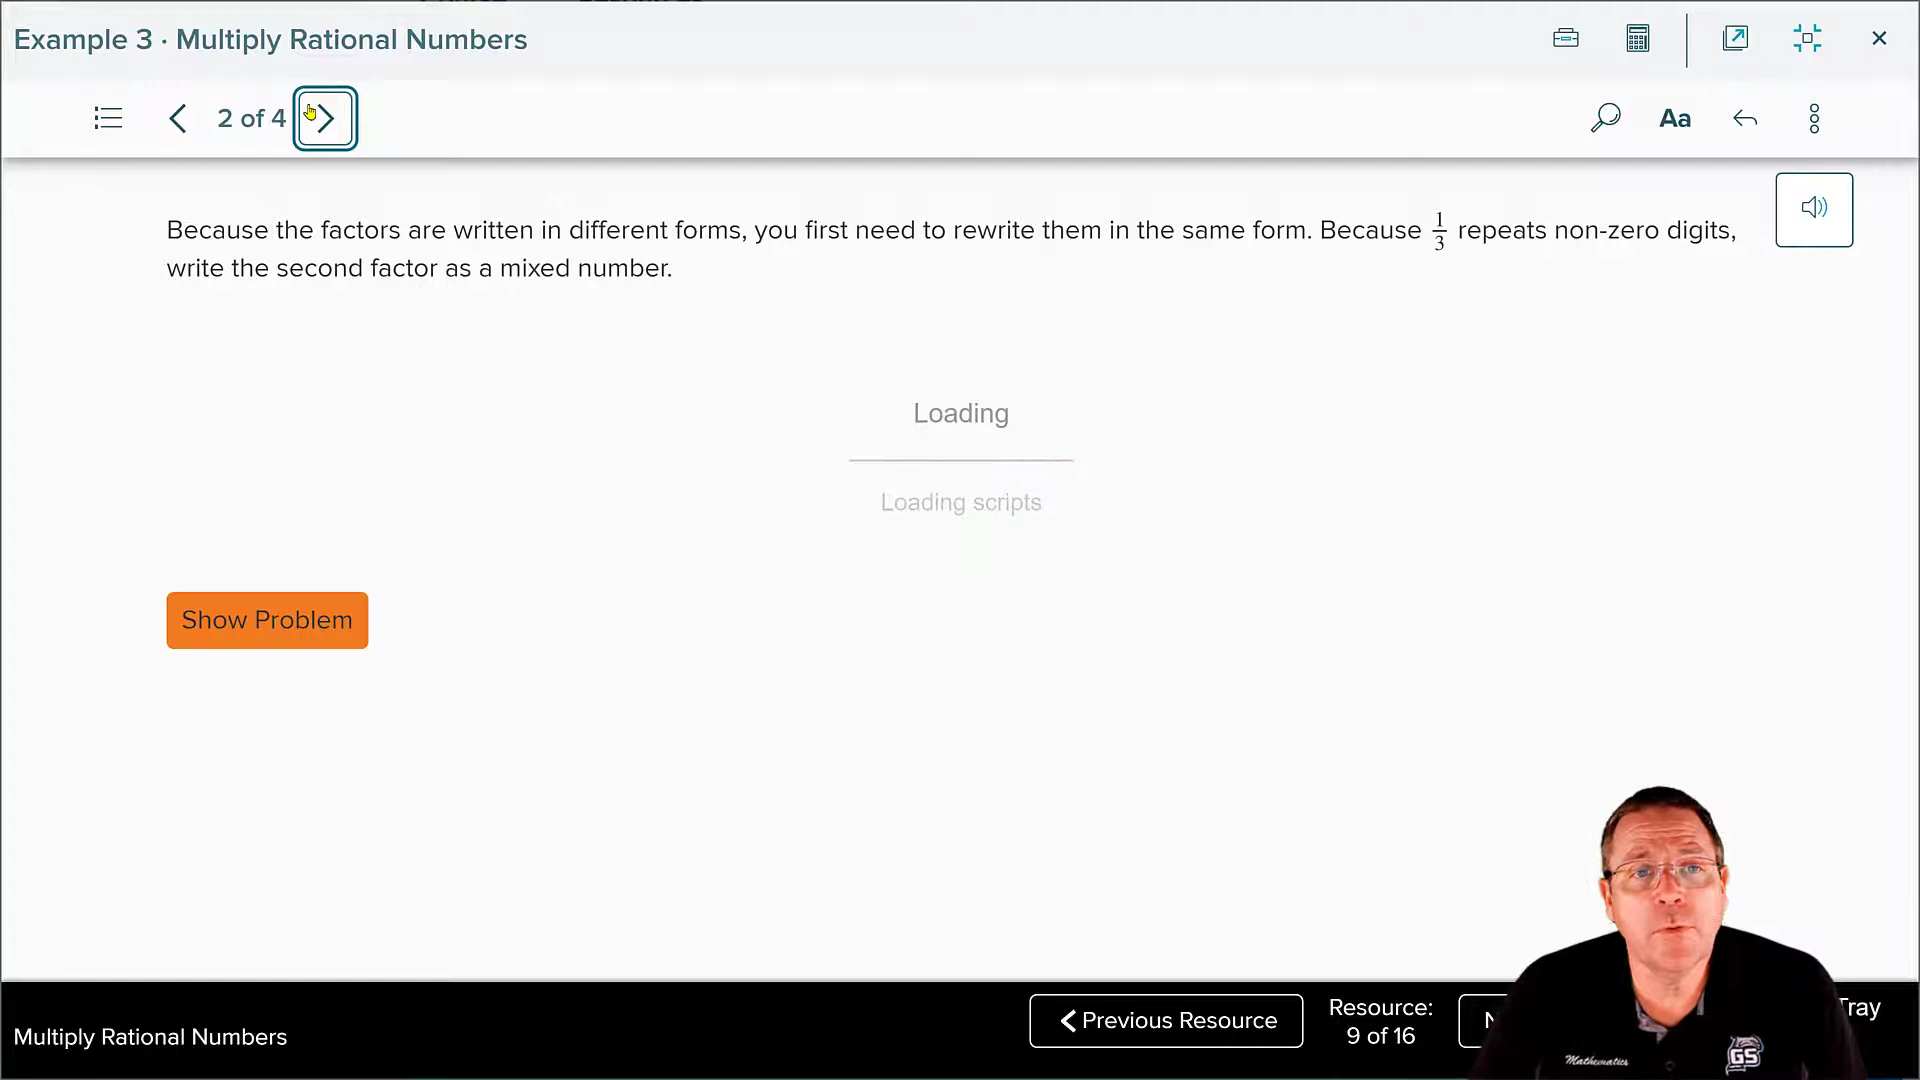 Example 3 · Multiply Rational Numbers
2 of 4
Aa
Because the factors are written in different forms, you first need to rewrite them in the same form. Because 1/3 repeats non-zero digits,
write the second factor as a mixed number.
Loading
Loading scripts
Show Problem
Multiply Rational Numbers
Previous Resource
Resource:
9 of 16
Mathematics
GS